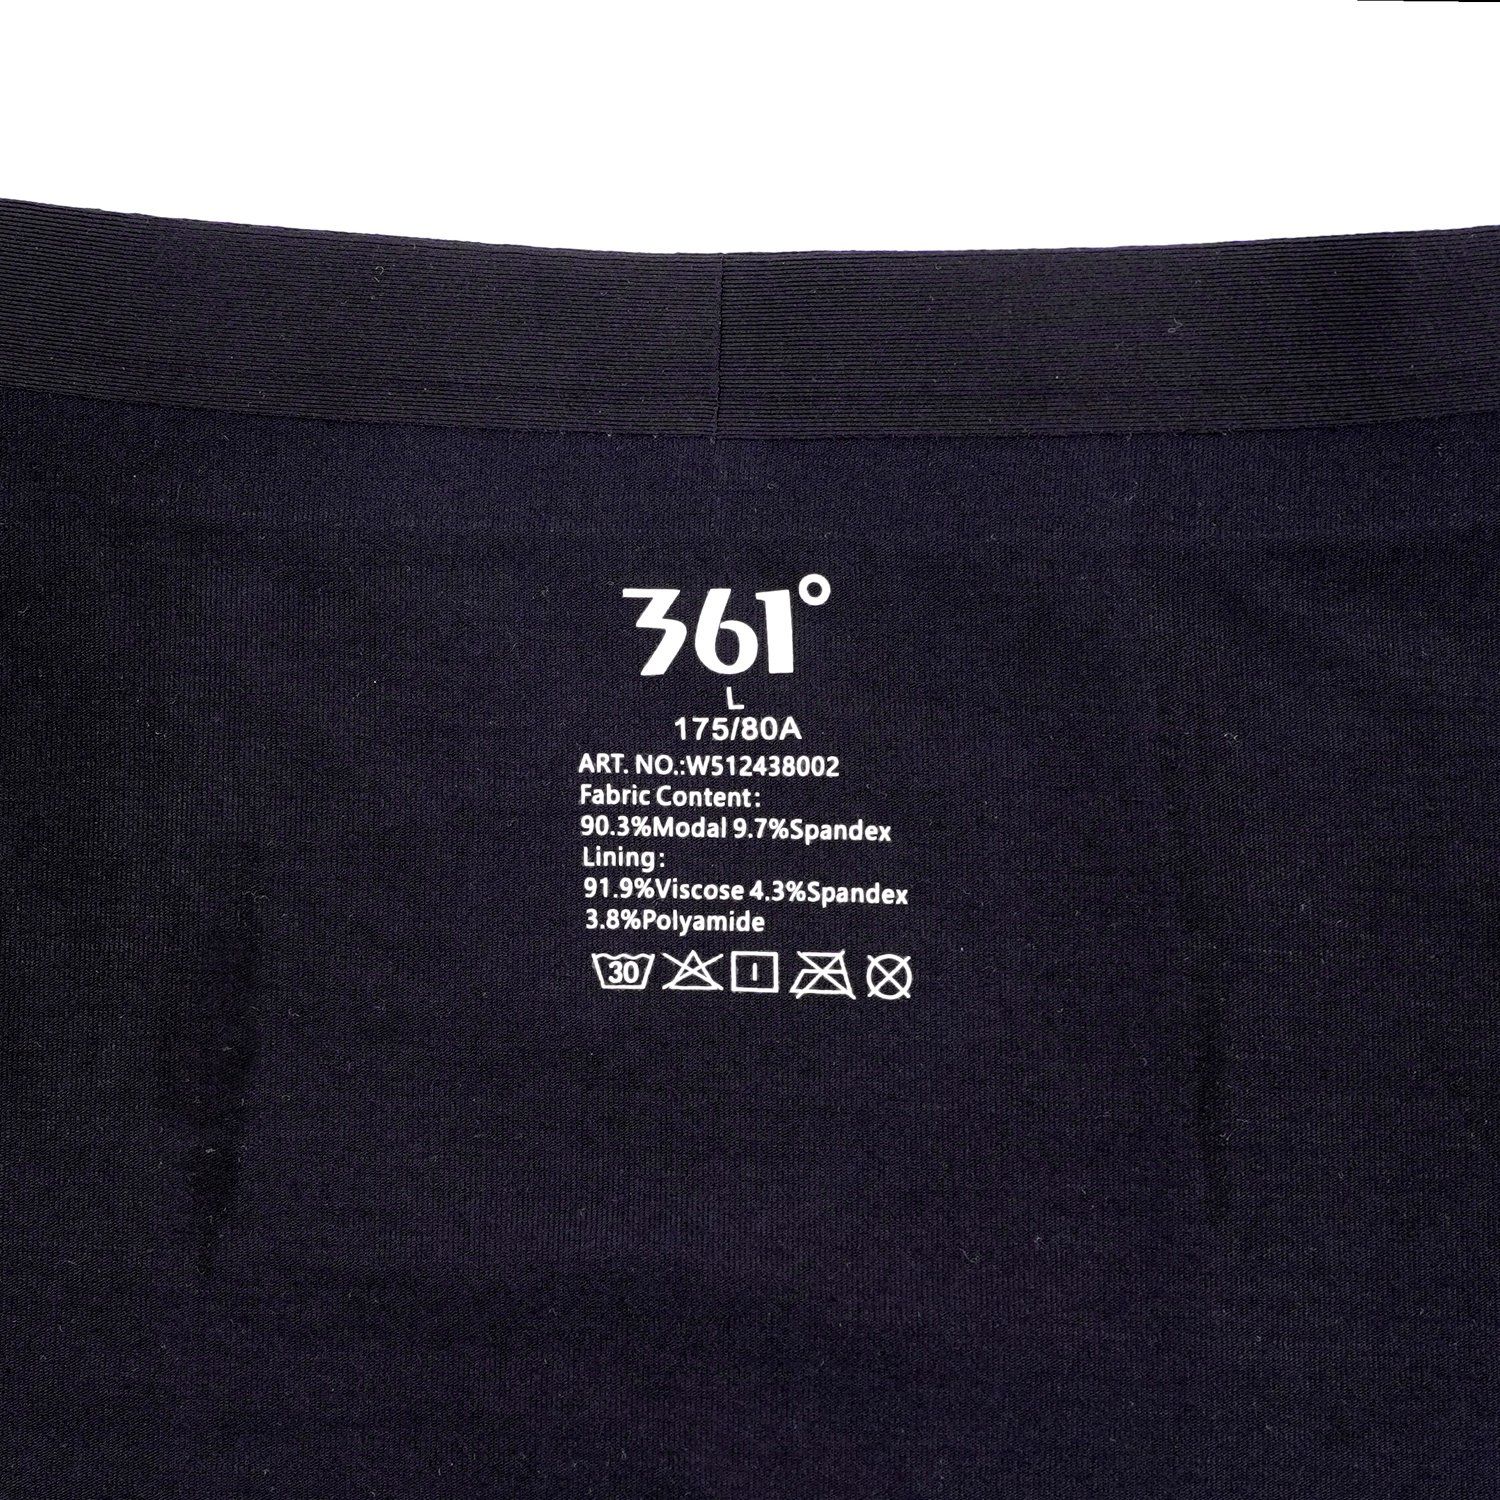 361°
L
175/80A
ART. NO.:W512438002
Fabric Content:
90.3%Modal 9.7%Spandex
Lining:
91.9%Viscose 4.3%Spandex
3.8%Polyamide
30